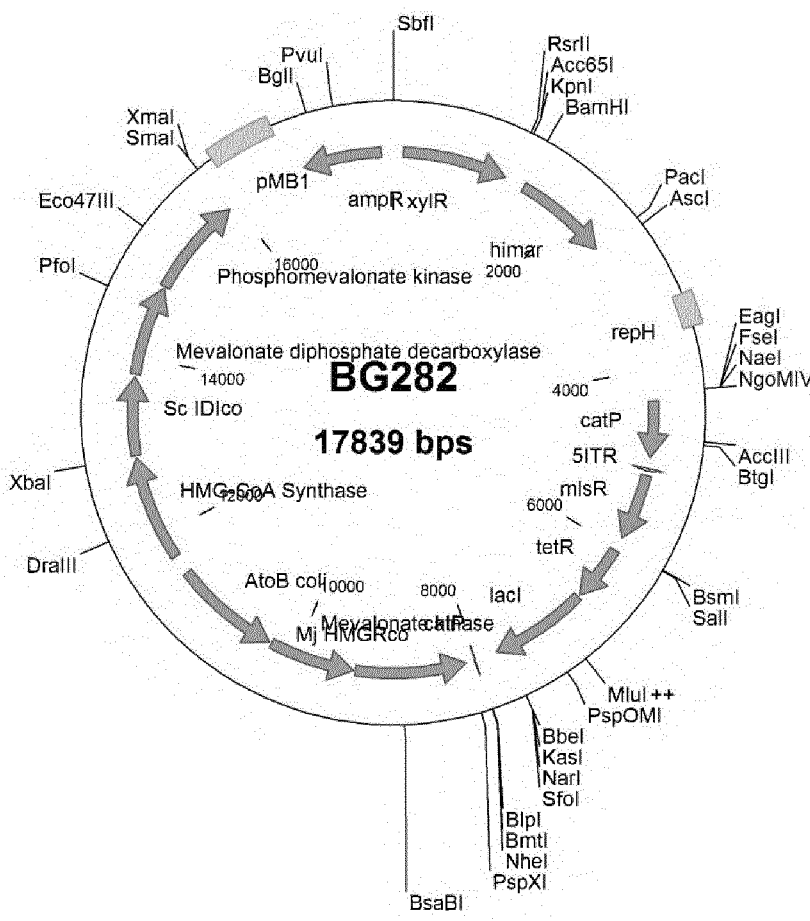 SbfI
PvuI
BglI
RsrII
Acc65I
KpnI
BamHI
XmaI
SmaI
PacI
AscI
Eco47III
PfoI
pMB1
ampR
xylR
himar
2000
16000
Phosphomevalonate kinase
repH
EagI
FseI
NaeI
NgoMIV
Mevalonate diphosphate decarboxylase
14000
BG282
4000
Sc IDIco
catP
17839 bps
5ITR
AccIII
BtgI
XbaI
HMG-CoA Synthase
12000
mlsR
6000
tetR
DraIII
AtoB coli
10000
8000
lacI
BsmI
SalI
Mj HMGRco
MluI ++
PspOMI
BbeI
KasI
NarI
SfoI
BlpI
BmtI
NheI
PspXI
BsaBI